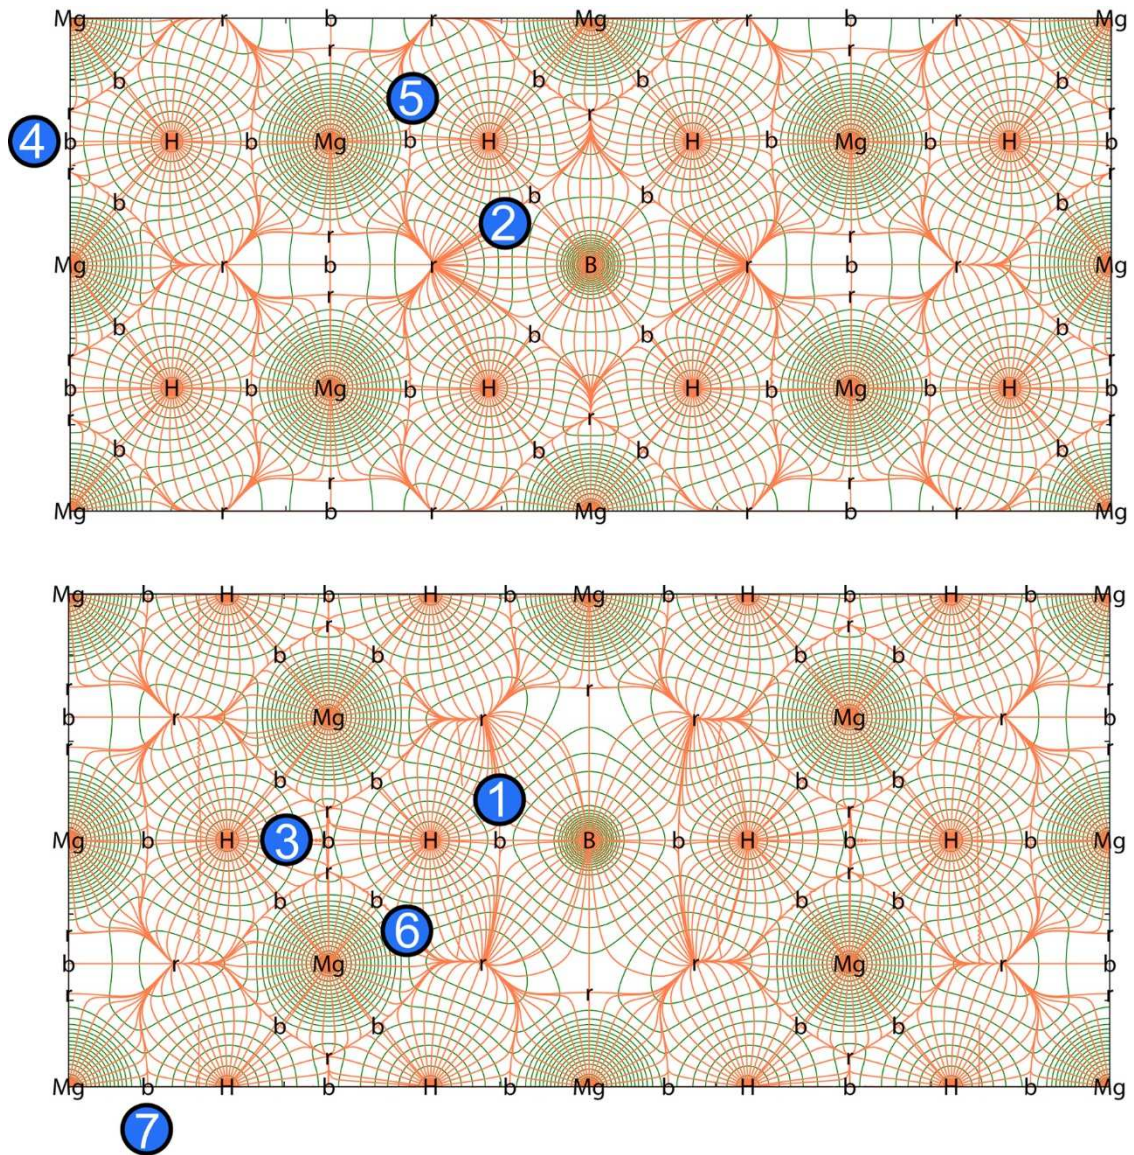 Mg r b r Mg r b r Mg
r r
5
b b b b
r r r r
4 b H b Mg b H H b Mg b H b
r r
b b b b
2
r r
Mg r b r B r b r Mg
r r
b b b b
r r
b H b Mg b H H b Mg b H b
r r r r
b b b b
r r
Mg r b r Mg r b r Mg
Mg b H b H b Mg b H b H b Mg
r r
b b b b
r r r
b r Mg r r Mg r b
r r
b b b b
1
r r
Mg b H 3 b H b B b H b H b Mg
r r
b b b b
r 6 r
b r Mg r r Mg r b
r r r
b b b b
r r
Mg b H b H b Mg b H b H b Mg
7